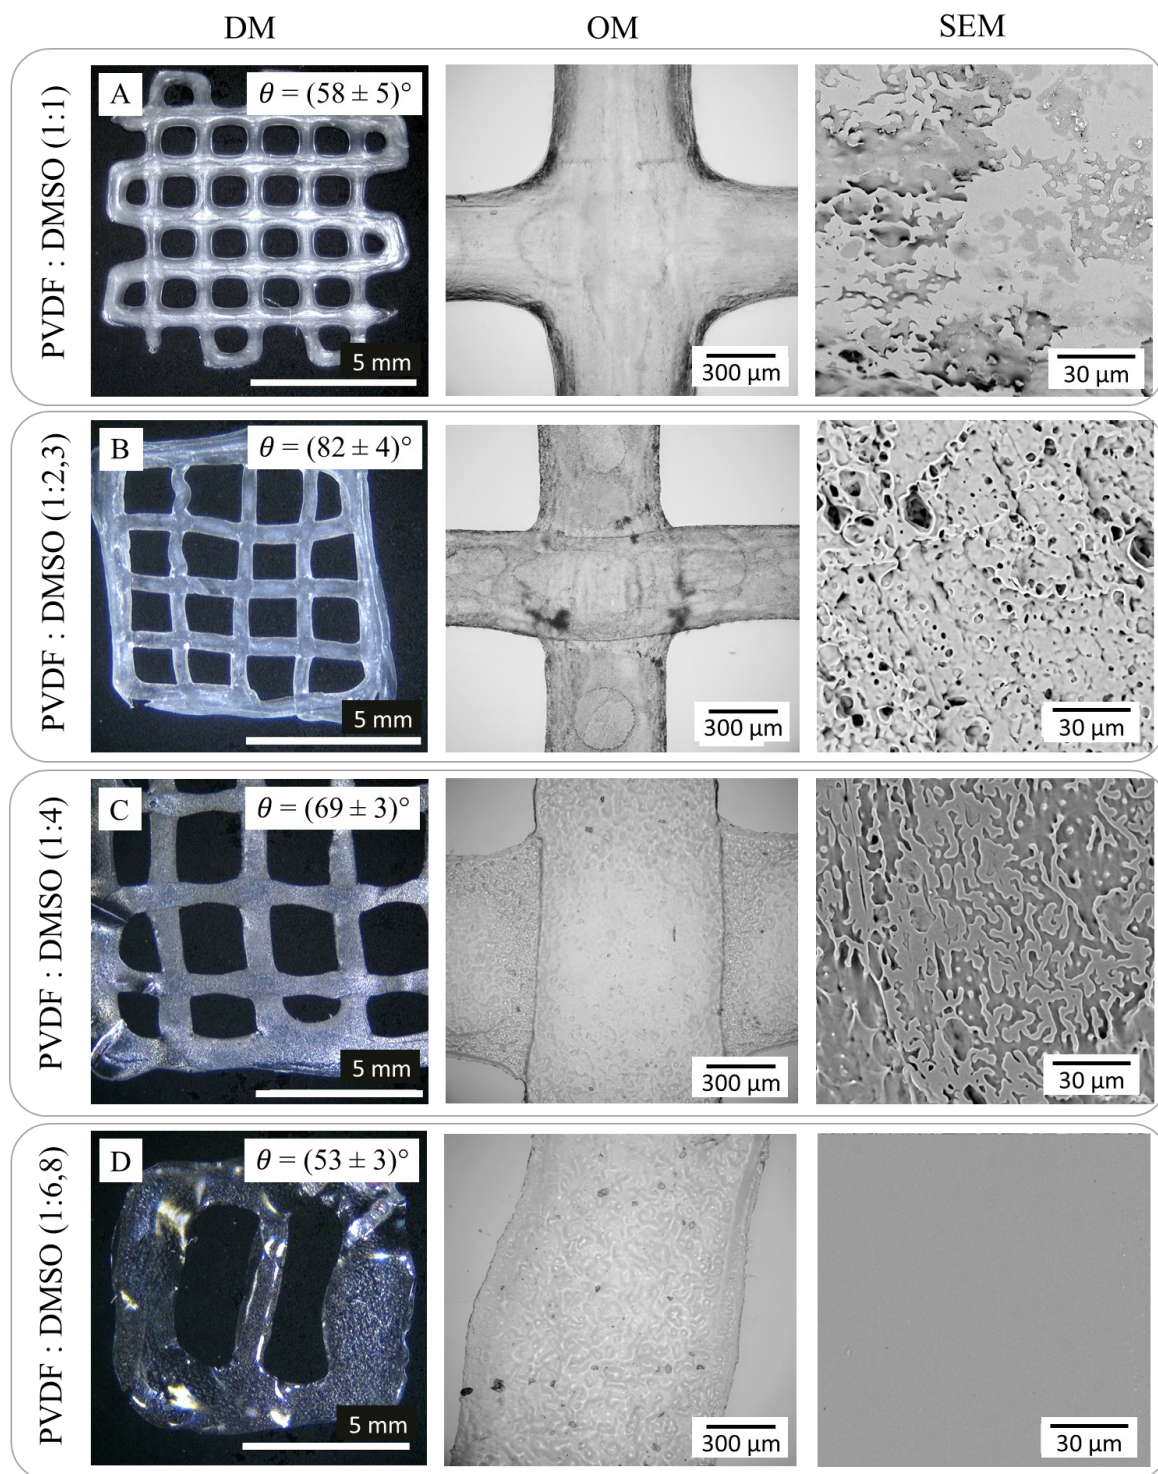 DM OM SEM
PVDF : DMSO (1:1)
A
θ = (58 ± 5)°
5 mm
300 µm
30 µm
PVDF : DMSO (1:2,3)
B
θ = (82 ± 4)°
5 mm
300 µm
30 µm
PVDF : DMSO (1:4)
C
θ = (69 ± 3)°
5 mm
300 µm
30 µm
PVDF : DMSO (1:6,8)
D
θ = (53 ± 3)°
5 mm
300 µm
30 µm